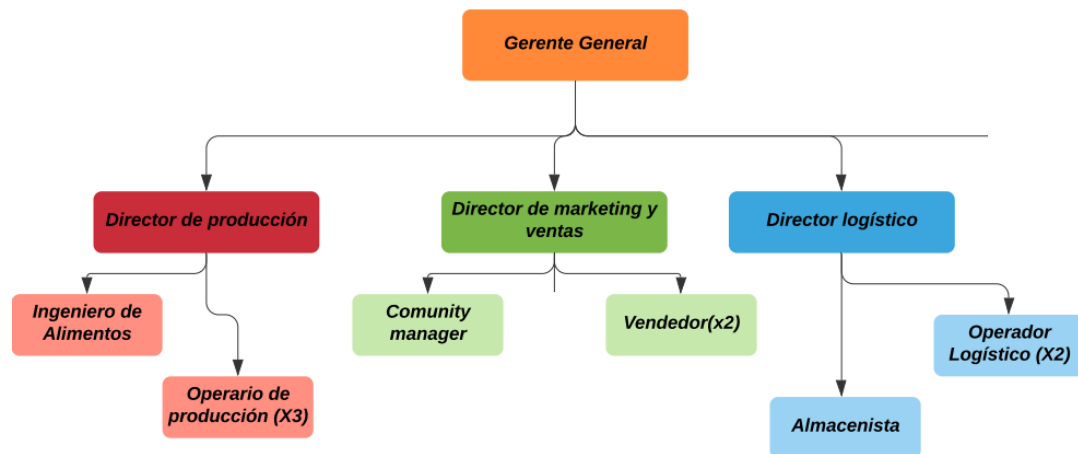 Gerente General
Director de producción
Director de marketing y
ventas
Director logístico
Ingeniero de
Alimentos
Comunity
manager
Vendedor(x2)
Operador
Logístico (X2)
Operario de
producción (X3)
Almacenista